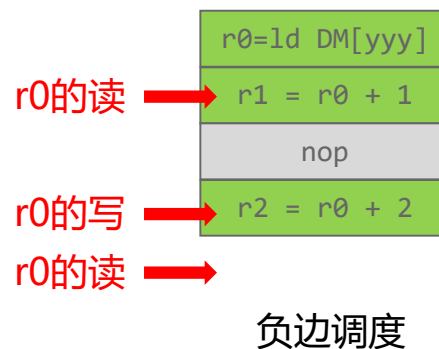 r0=ld DM[yyy]
r0的读
r1 = r0 + 1
nop
r0的写
r2 = r0 + 2
r0的读
负边调度